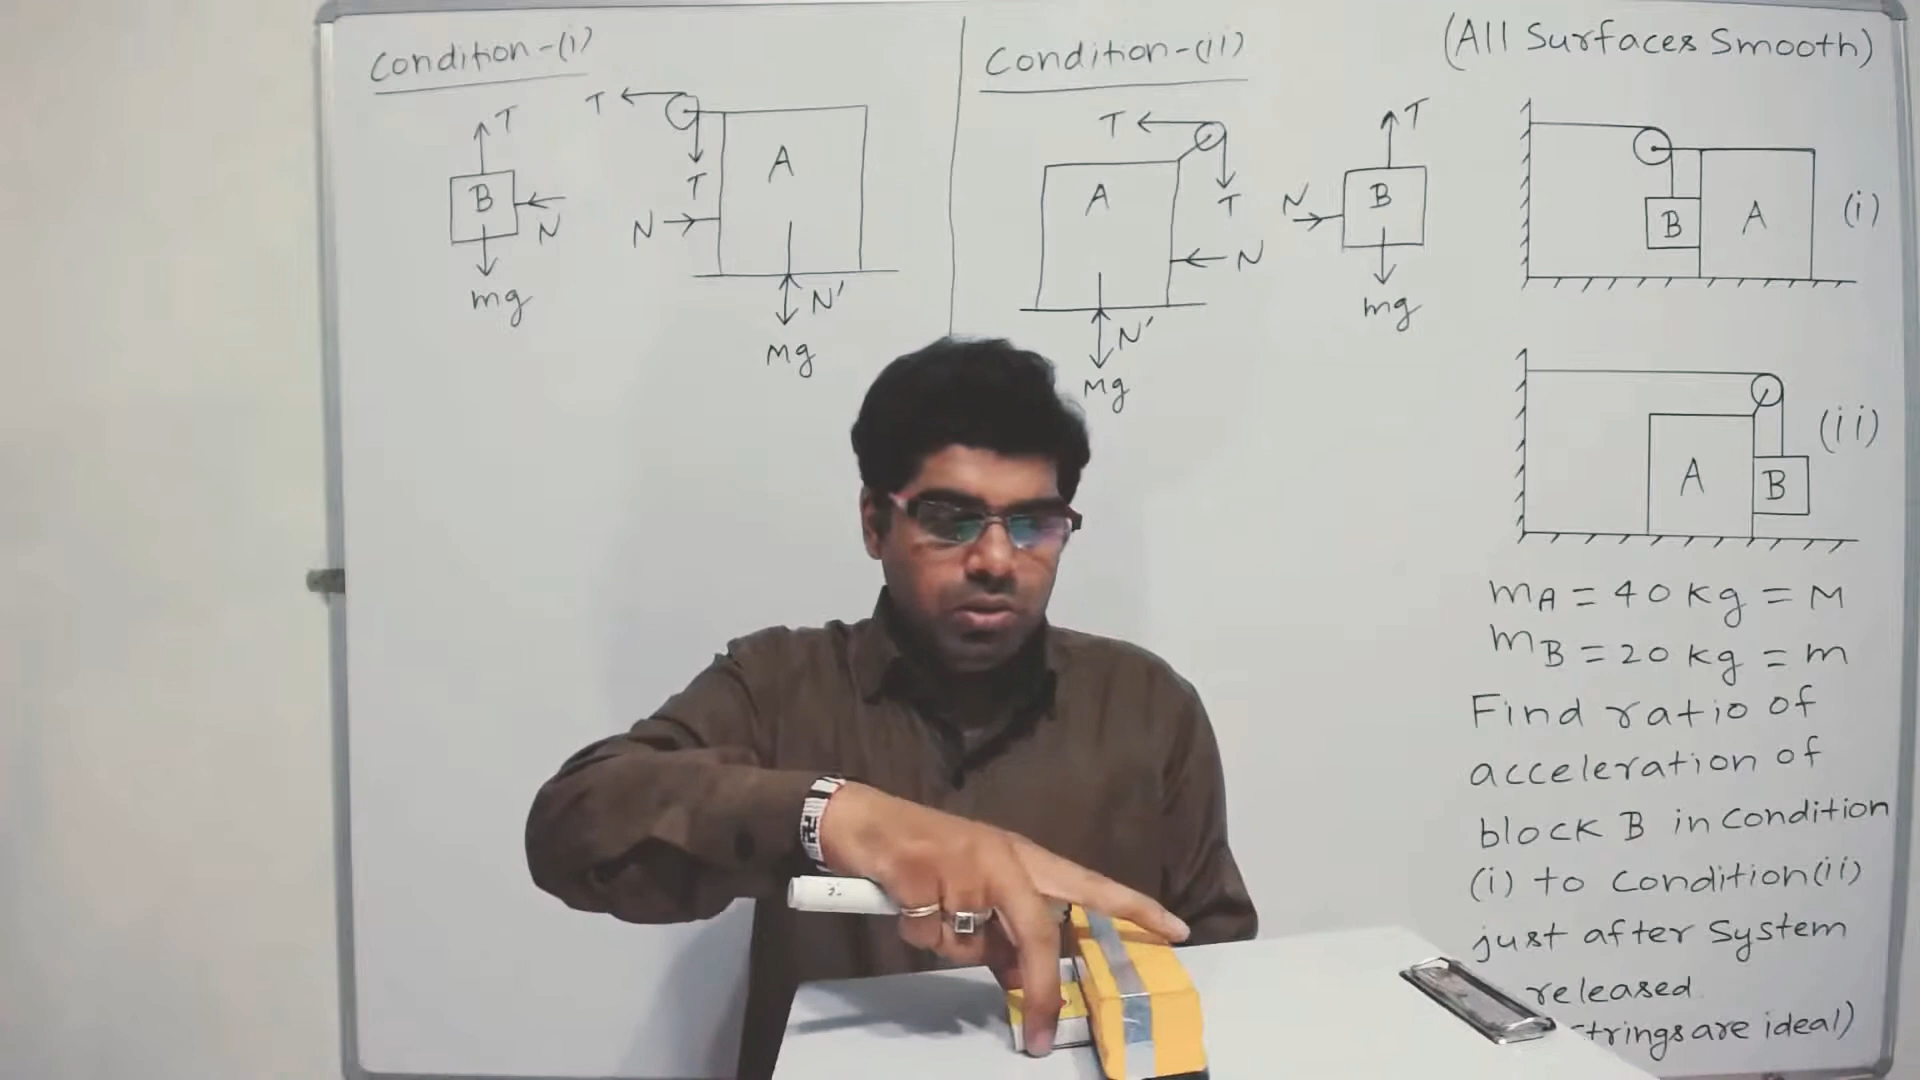 Condition-(i)
T
B
N
mg
T
T
A
N
N'
Mg
Condition-(ii)
T
T
A
N
N'
Mg
T
N
B
mg
(All Surfaces Smooth)
B
A
(i)
A
B
(ii)
mA = 40 kg = M
mB = 20 kg = m
Find ratio of
acceleration of
block B in condition
(i) to condition(ii)
just after system
released
trings are ideal)